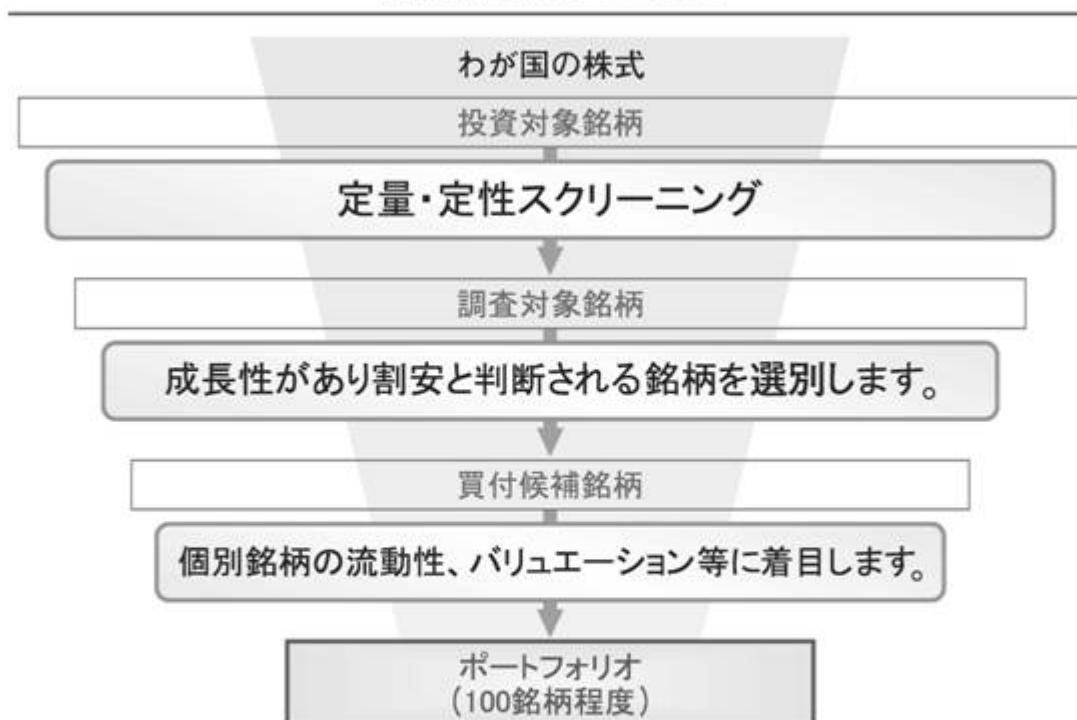 わが国の株式
投資対象銘柄
定量・定性スクリーニング
調査対象銘柄
成長性があり割安と判断される銘柄を選別します。
買付候補銘柄
個別銘柄の流動性、バリュエーション等に着目します。
ポートフォリオ
(100銘柄程度)